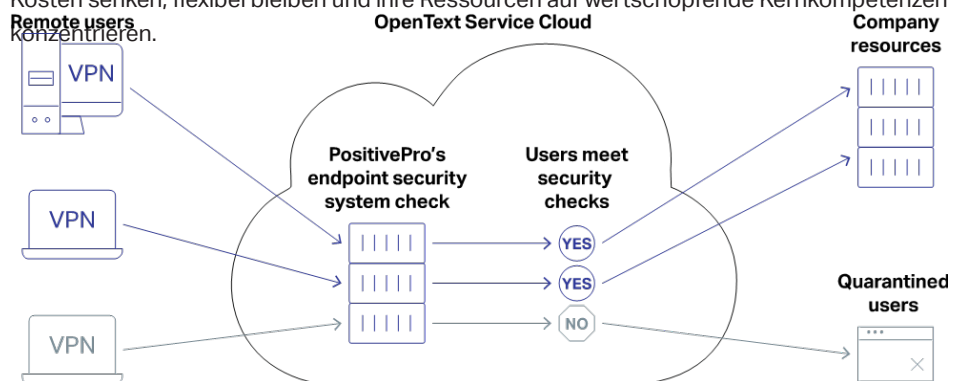 Kosten senken, flexibel bleiben und ihre Ressourcen auf wertschöpfende Kernkompetenzen
konzentrieren.
Remote users
OpenText Service Cloud
Company
resources
VPN
PositivePro's
endpoint security
system check
Users meet
security
checks
VPN
YES
YES
Quarantined
users
NO
VPN